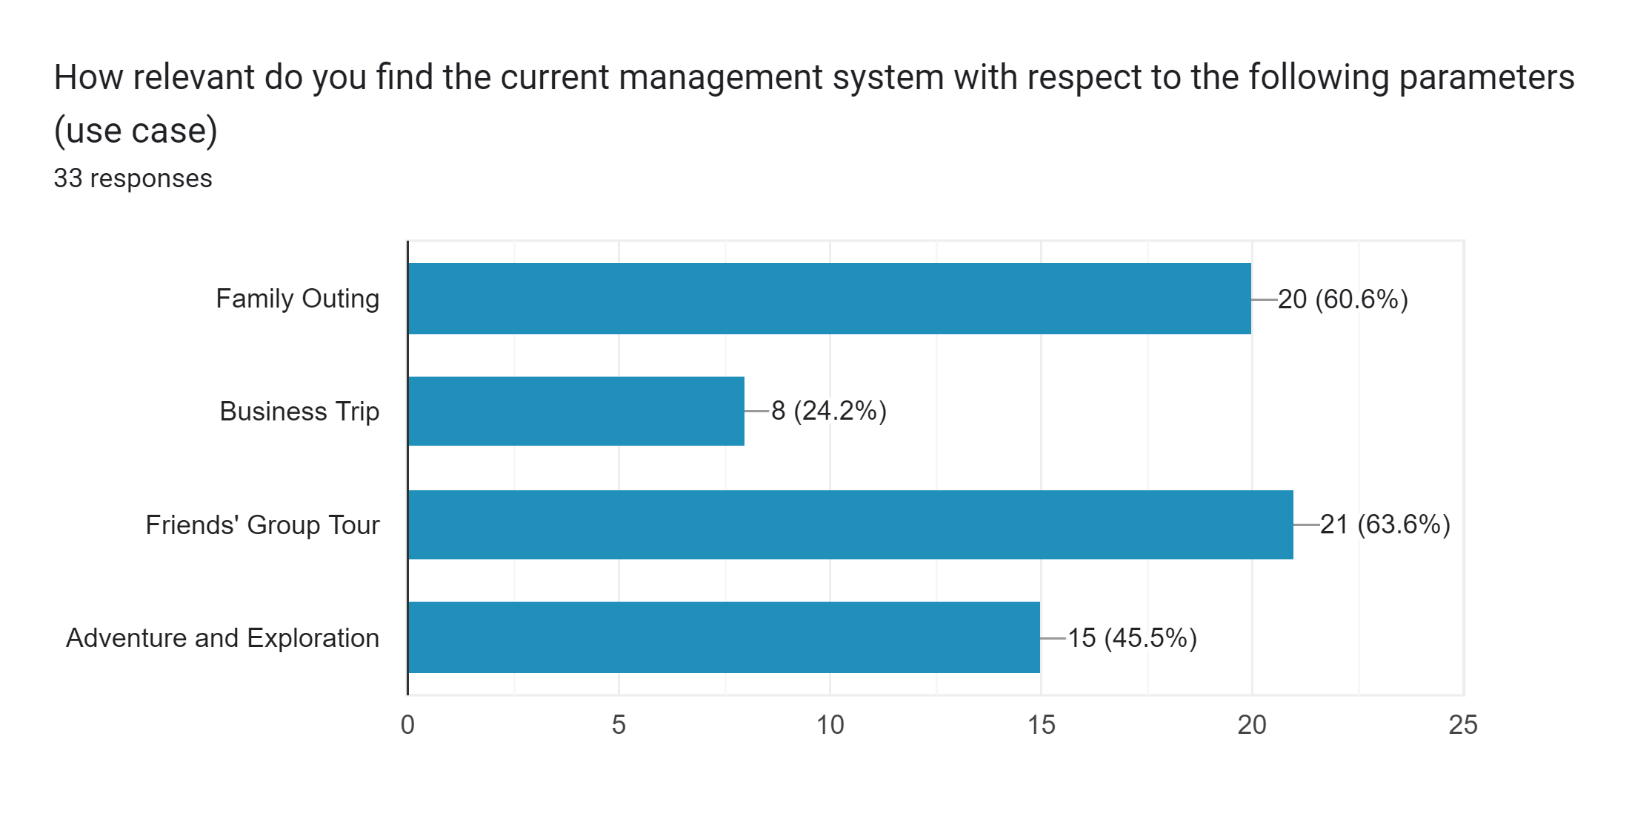 How relevant do you find the current management system with respect to the following parameters
(use case)
33 responses
Family Outing
20 (60.6%)
Business Trip
8 (24.2%)
Friends' Group Tour
21 (63.6%)
Adventure and Exploration
15 (45.5%)
0 5 10 15 20 25